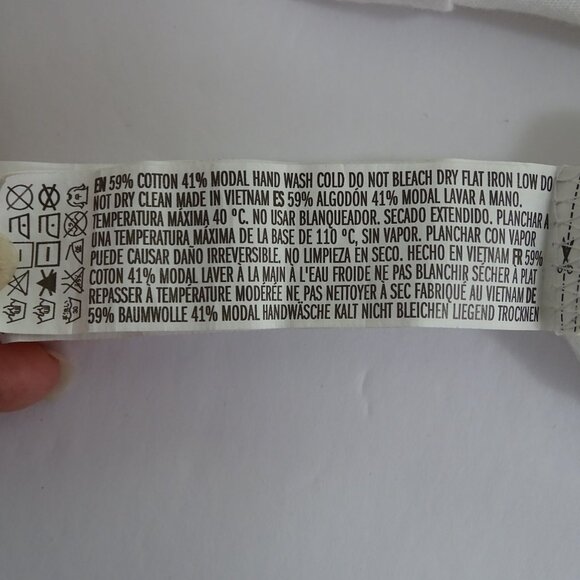 EN 59% COTTON 41% MODAL HAND WASH COLD DO NOT BLEACH DRY FLAT IRON LOW DO
NOT DRY CLEAN MADE IN VIETNAM ES 59% ALGODÓN 41% MODAL LAVAR A MANO.
TEMPERATURA MÁXIMA 40 ºC. NO USAR BLANQUEADOR. SECADO EXTENDIDO. PLANCHAR A
UNA TEMPERATURA MÁXIMA DE LA BASE DE 110 ºC, SIN VAPOR. PLANCHAR CON VAPOR
PUEDE CAUSAR DAÑO IRREVERSIBLE. NO LIMPIEZA EN SECO. HECHO EN VIETNAM FR 59%
COTON 41% MODAL LAVER À LA MAIN À L'EAU FROIDE NE PAS BLANCHIR SÉCHER À PLAT
REPASSER À TEMPÉRATURE MODÉRÉE NE PAS NETTOYER À SEC FABRIQUÉ AU VIETNAM DE
59% BAUMWOLLE 41% MODAL HANDWÄSCHE KALT NICHT BLEICHEN LIEGEND TROCKNEN